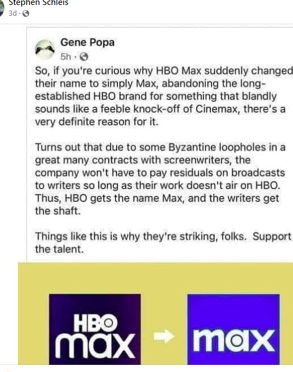 Stephen Schleis
3d ·
Gene Popa
5h ·
So, if you're curious why HBO Max suddenly changed
their name to simply Max, abandoning the long-
established HBO brand for something that blandly
sounds like a feeble knock-off of Cinemax, there's a
very definite reason for it.
Turns out that due to some Byzantine loopholes in a
great many contracts with screenwriters, the
company won't have to pay residuals on broadcasts
to writers so long as their work doesn't air on HBO.
Thus, HBO gets the name Max, and the writers get
the shaft.
Things like this is why they're striking, folks. Support
the talent.
HBO
max
max